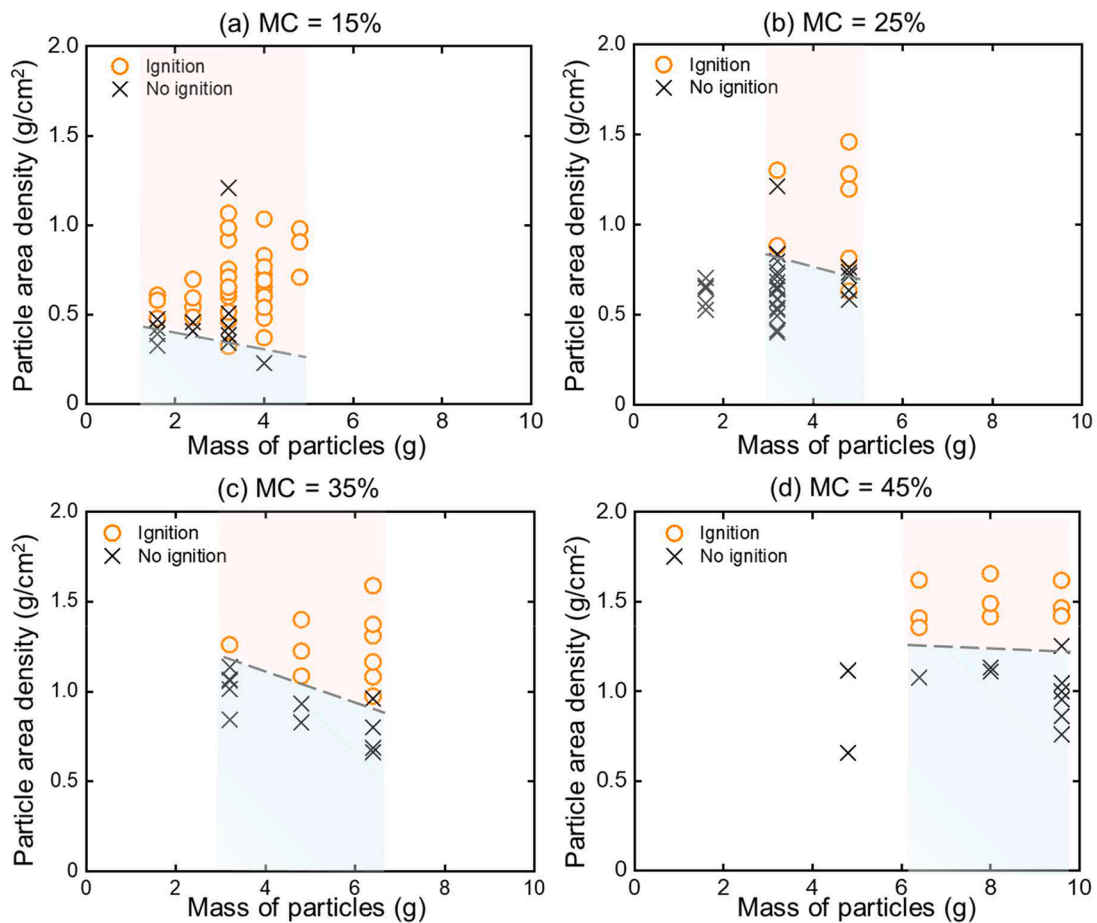 (a) MC = 15%
2.0
1.5
1.0
0.5
0
Particle area density (g/cm²)
Ignition
No ignition
0 2 4 6 8 10
Mass of particles (g)
(b) MC = 25%
2.0
1.5
1.0
0.5
0
Particle area density (g/cm²)
Ignition
No ignition
0 2 4 6 8 10
Mass of particles (g)
(c) MC = 35%
2.0
1.5
1.0
0.5
0
Particle area density (g/cm²)
Ignition
No ignition
0 2 4 6 8 10
Mass of particles (g)
(d) MC = 45%
2.0
1.5
1.0
0.5
0
Particle area density (g/cm²)
Ignition
No ignition
0 2 4 6 8 10
Mass of particles (g)